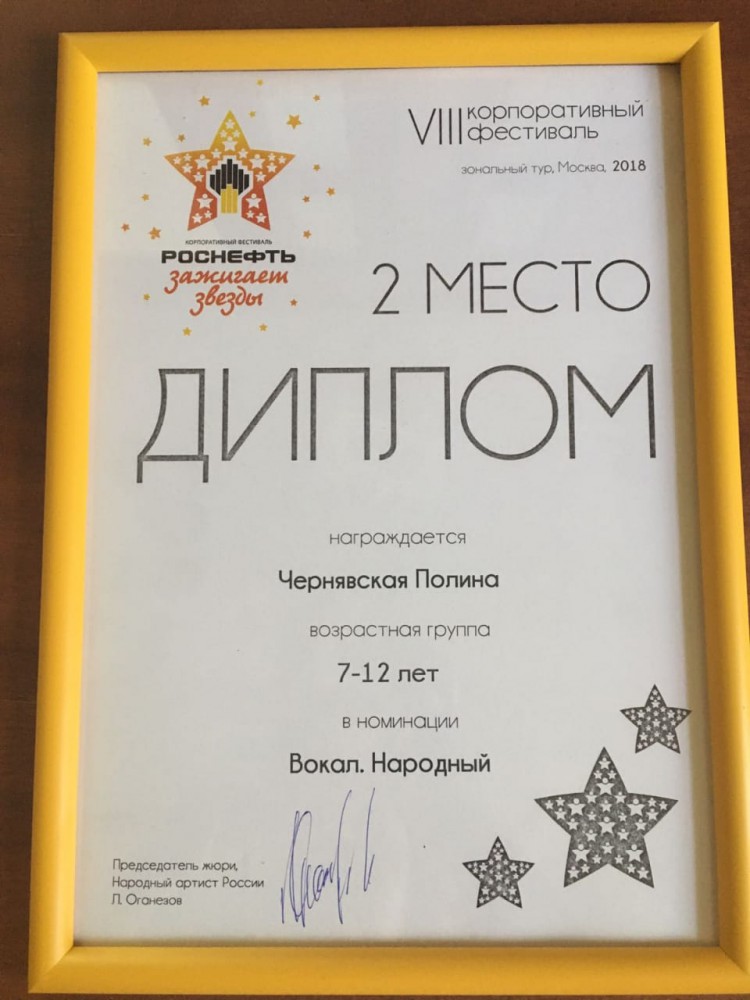 VIII корпоративный
фестиваль
зональный тур, Москва, 2018
КОРПОРАТИВНЫЙ ФЕСТИВАЛЬ
РОСНЕФТЬ
зажигает
звезды
2 МЕСТО
ДИПЛОМ
награждается
Чернявская Полина
возрастная группа
7-12 лет
в номинации
Вокал. Народный
Председатель жюри,
Народный артист России
Л. Оганезов